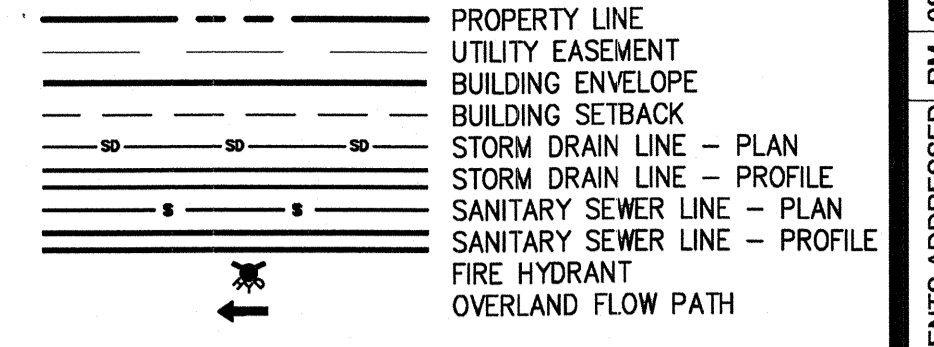 PROPERTY LINE
UTILITY EASEMENT
BUILDING ENVELOPE
BUILDING SETBACK
SD SD SD STORM DRAIN LINE – PLAN
STORM DRAIN LINE – PROFILE
S S SANITARY SEWER LINE – PLAN
SANITARY SEWER LINE – PROFILE
FIRE HYDRANT
OVERLAND FLOW PATH
ADDRESSED